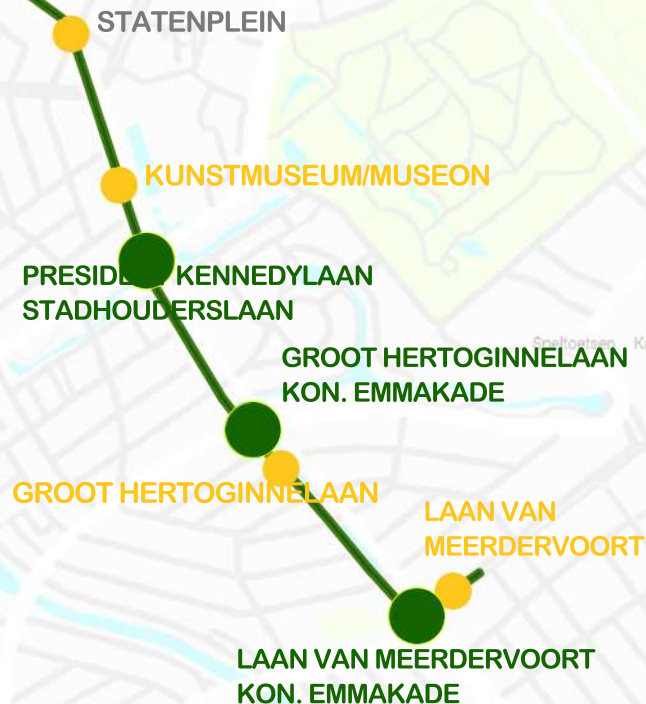 STATENPLEIN
KUNSTMUSEUM/MUSEON
KENNEDYLAAN
STADHOUDERSLAAN
GROOT HERTOGINNELAAN
KON. EMMAKADE
GROOT HERTOGINNELAAN
LAAN VAN
MEERDERVOORT
LAAN VAN MEERDERVOORT
KON. EMMAKADE